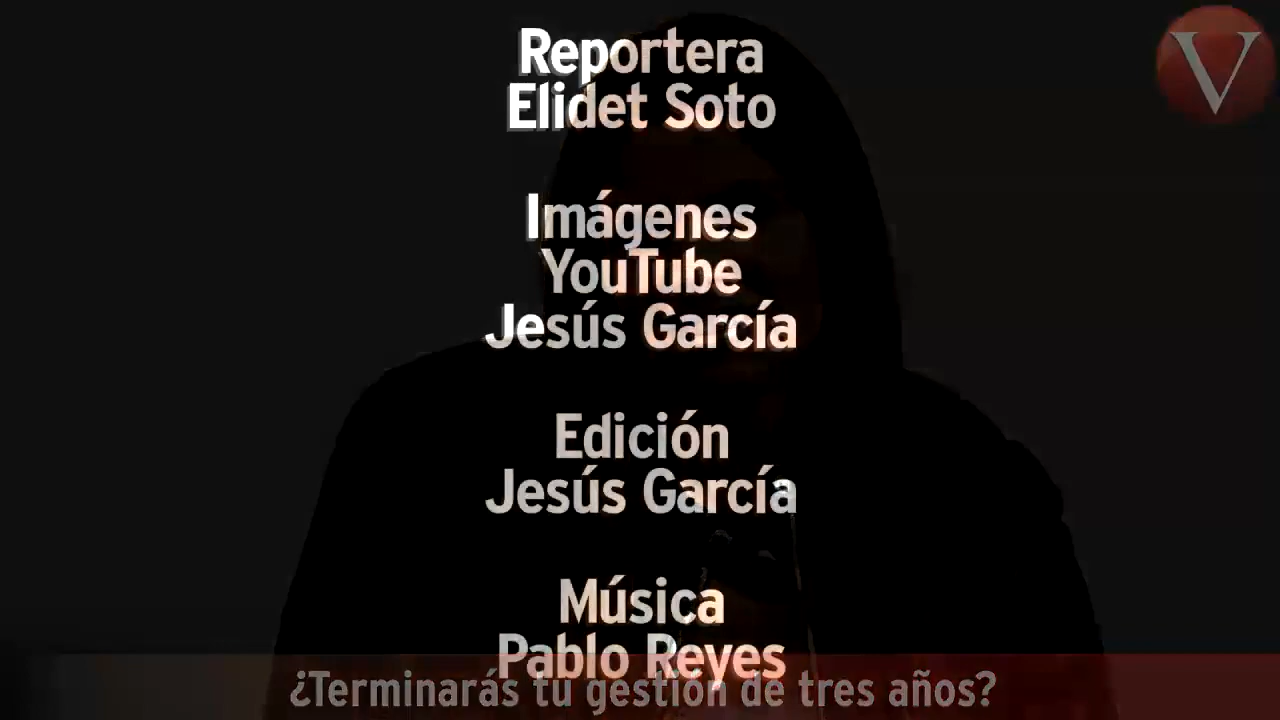 V
Reportera
Elidet Soto
Imágenes
YouTube
Jesús García
Edición
Jesús García
Música
Pablo Reyes
¿Terminarás tu gestión de tres años?